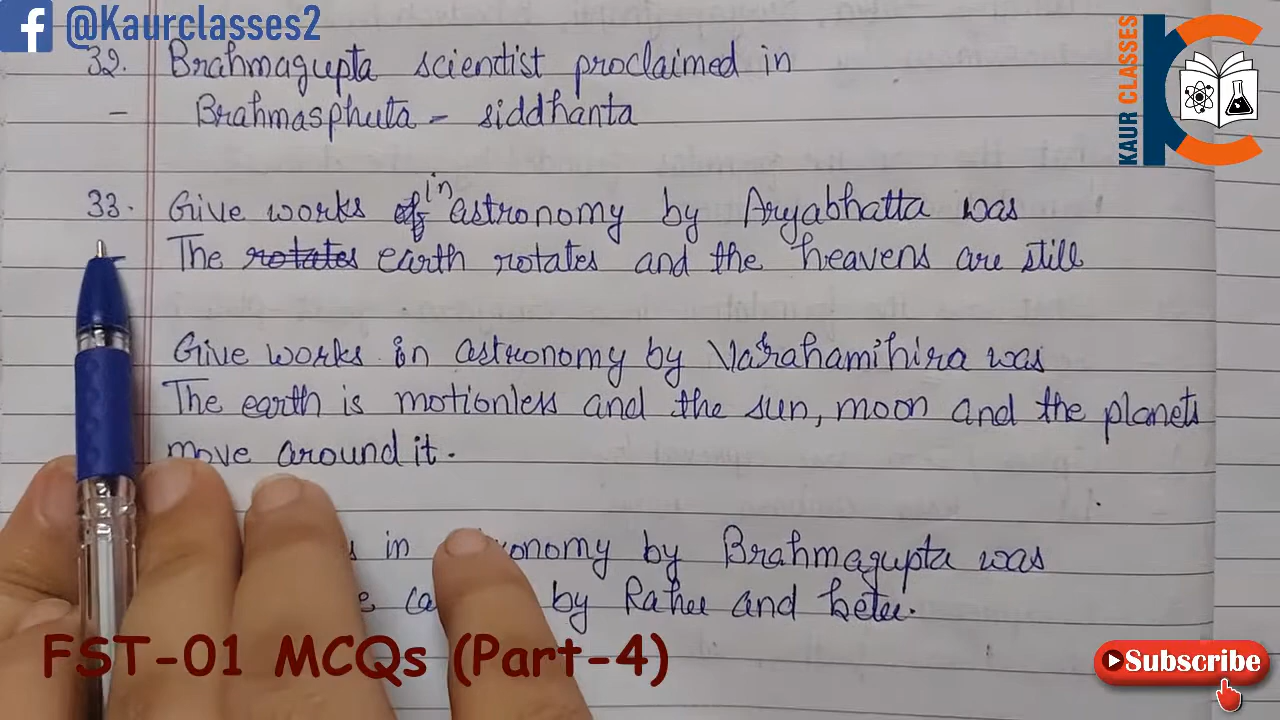 @Kaurclasses2
KAUR CLASSES
32. Brahmagupta scientist proclaimed in
- Brahmasphuta - siddhanta
33. Give works in astronomy by Aryabhatta was
The rotates earth rotates and the heavens are still
Give works in astronomy by Varahamihira was
The earth is motionless and the sun, moon and the planets
move around it.
in by Brahmagupta was
by Rahu and ketu.
FST-01 MCQs (Part-4)
Subscribe